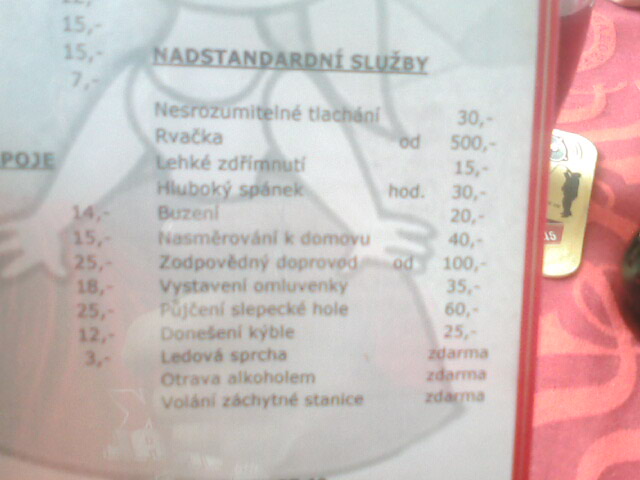 12,-
15,-
15,-
7,-
POJE
14,-
15,-
25,-
18,-
25,-
12,-
3,-
NADSTANDARDNÍ SLUŽBY
Nesrozumitelné tlachání 30,-
Rvačka od 500,-
Lehké zdřímnutí 15,-
Hluboký spánek hod. 30,-
Buzení 20,-
Nasměrování k domovu 40,-
Zodpovědný doprovod od 100,-
Vystavení omluvenky 35,-
Půjčení slepecké hole 60,-
Donešení kýble 25,-
Ledová sprcha zdarma
Otrava alkoholem zdarma
Volání záchytné stanice zdarma
15